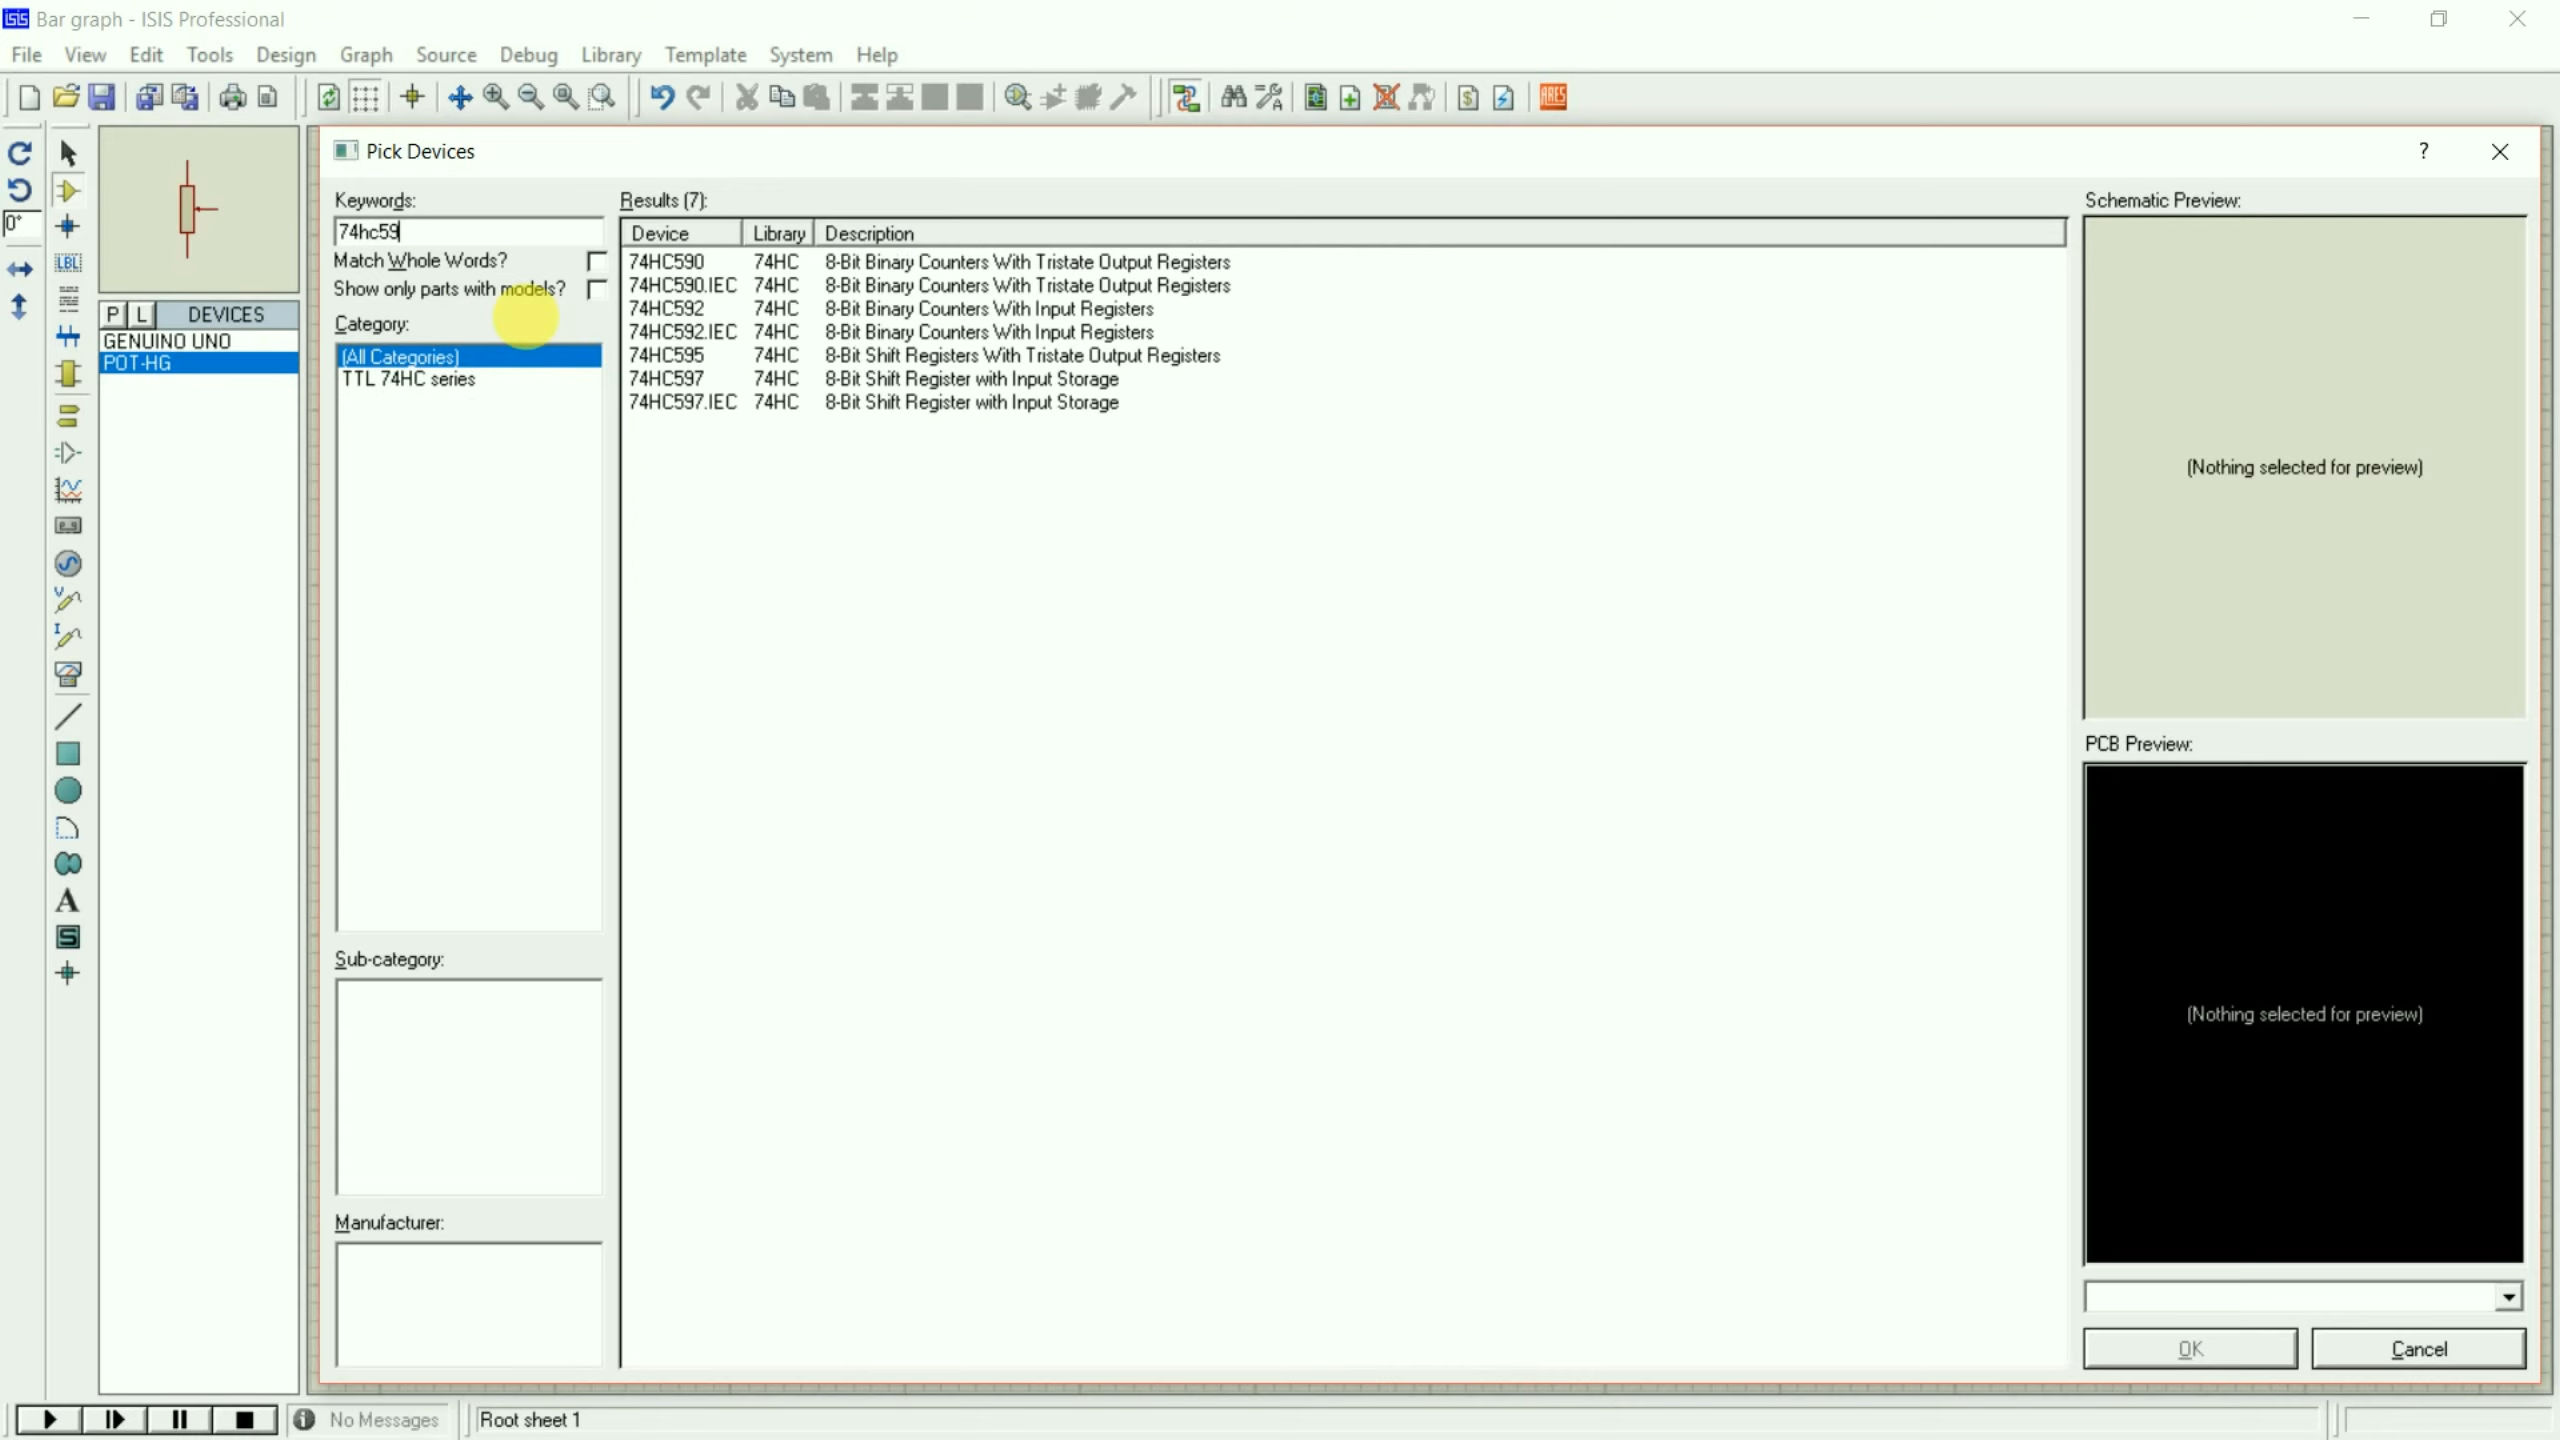 isis Bar graph - ISIS Professional
File View Edit Tools Design Graph Source Debug Library Template System Help
ARES
Pick Devices
?
0°
LBL
Keywords:
74hc59
Match Whole Words?
Show only parts with models?
Category:
(All Categories)
TTL 74HC series
Sub-category:
Manufacturer:
P L DEVICES
GENUINO UNO
POT-HG
Results (7):
Device Library Description
74HC590 74HC 8-Bit Binary Counters With Tristate Output Registers
74HC590.IEC 74HC 8-Bit Binary Counters With Tristate Output Registers
74HC592 74HC 8-Bit Binary Counters With Input Registers
74HC592.IEC 74HC 8-Bit Binary Counters With Input Registers
74HC595 74HC 8-Bit Shift Registers With Tristate Output Registers
74HC597 74HC 8-Bit Shift Register with Input Storage
74HC597.IEC 74HC 8-Bit Shift Register with Input Storage
Schematic Preview:
(Nothing selected for preview)
PCB Preview:
(Nothing selected for preview)
OK Cancel
A
S
No Messages
Root sheet 1